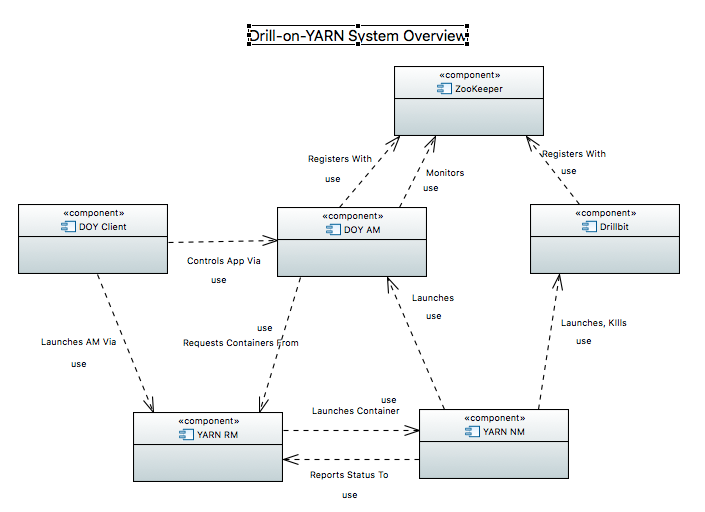 Drill-on-YARN System Overview
«component»
ZooKeeper
Registers With
use
Monitors
use
Registers With
use
«component»
DOY Client
«component»
DOY AM
«component»
Drillbit
Controls App Via
use
Launches
use
Launches, KIlls
use
Launches AM Via
use
use
Requests Containers From
use
Launches Container
«component»
YARN RM
«component»
YARN NM
Reports Status To
use